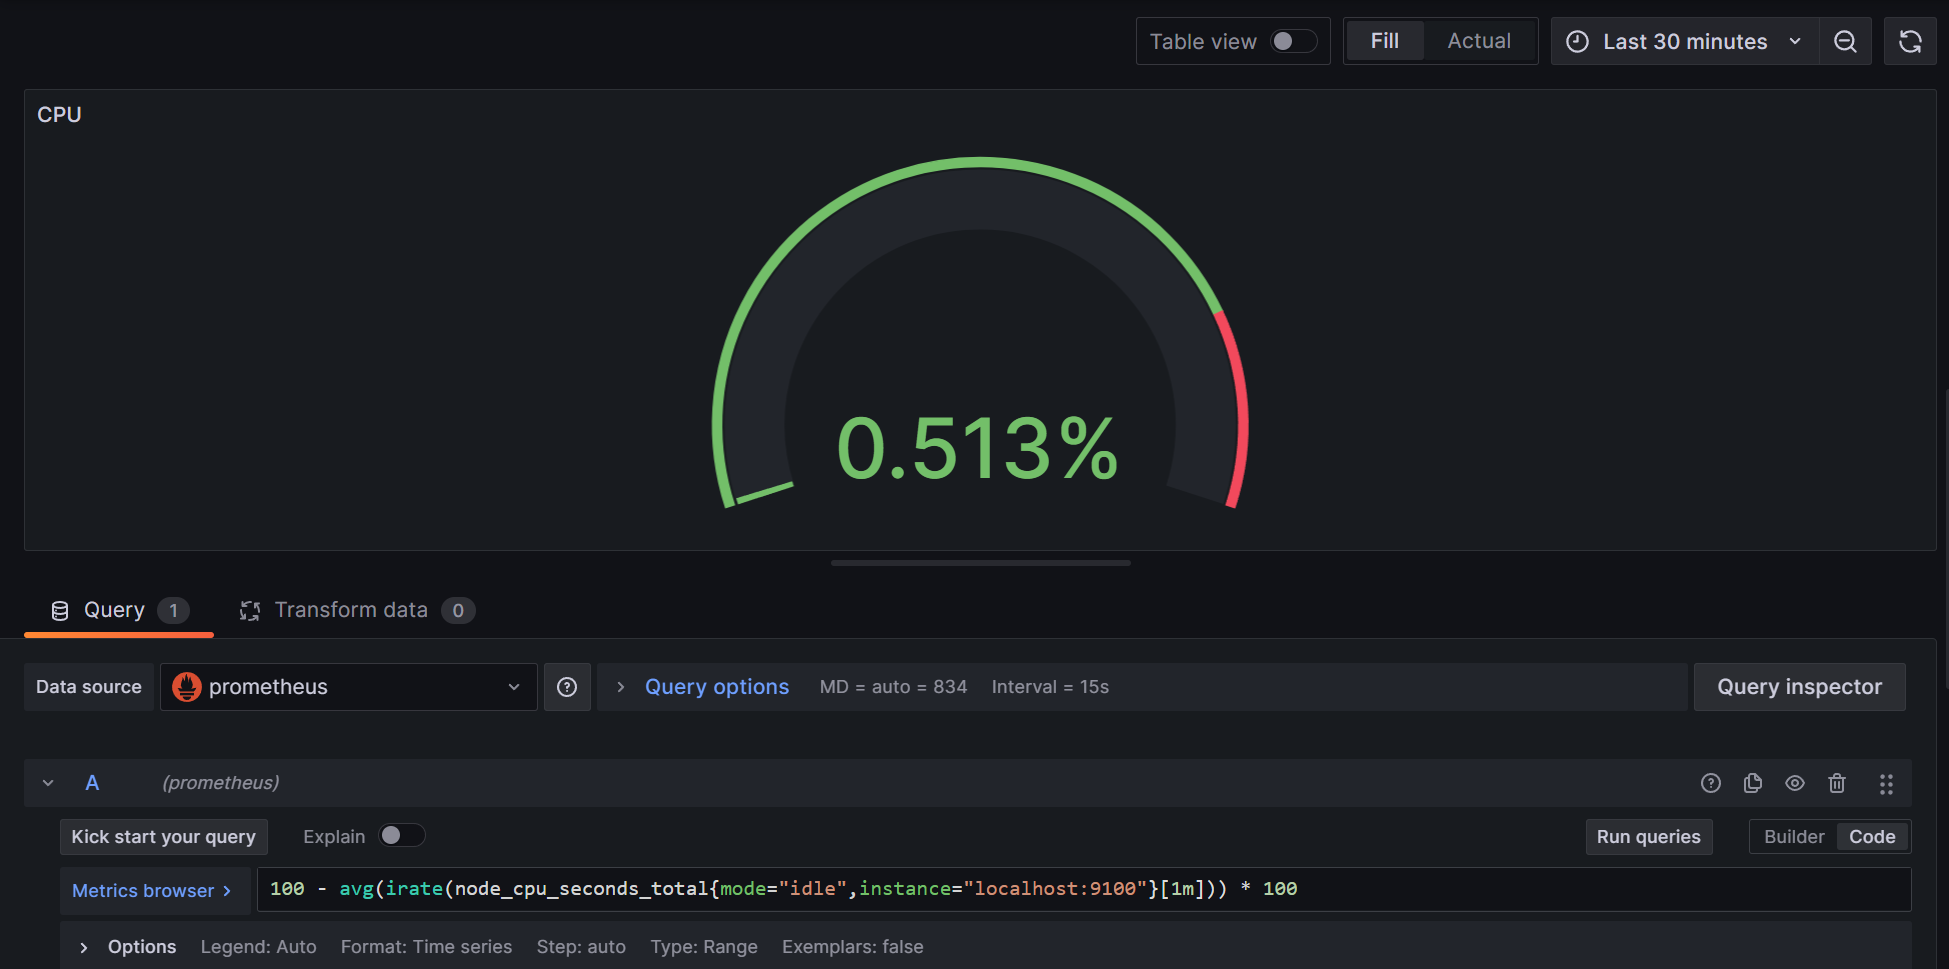 Table view Fill Actual Last 30 minutes
CPU
0.513%
Query 1 Transform data 0
Data source prometheus Query options MD = auto = 834 Interval = 15s Query inspector
A (prometheus)
Kick start your query Explain Run queries Builder Code
Metrics browser > 100 - avg(irate(node_cpu_seconds_total{mode="idle",instance="localhost:9100"}[1m])) * 100
Options Legend: Auto Format: Time series Step: auto Type: Range Exemplars: false